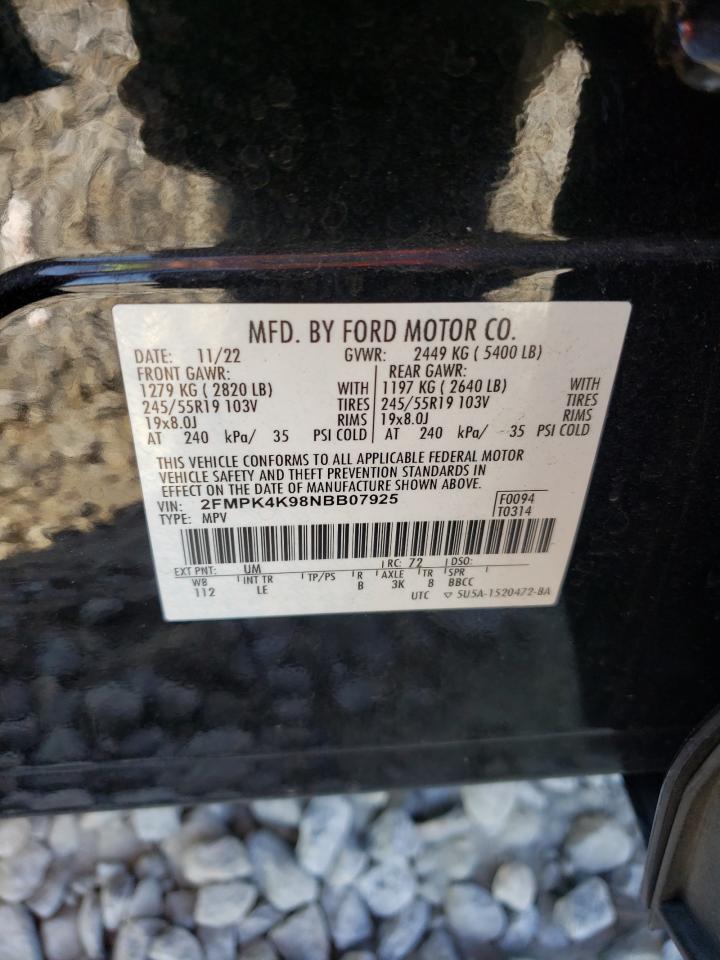 MFD. BY FORD MOTOR CO.
DATE: 11/22 GVWR: 2449 KG ( 5400 LB)
FRONT GAWR: REAR GAWR:
1279 KG ( 2820 LB) WITH 1197 KG ( 2640 LB) WITH
245/55R19 103V TIRES 245/55R19 103V TIRES
19x8.0J RIMS 19x8.0J RIMS
AT 240 kPa/ 35 PSI COLD AT 240 kPa/ 35 PSI COLD
THIS VEHICLE CONFORMS TO ALL APPLICABLE FEDERAL MOTOR
VEHICLE SAFETY AND THEFT PREVENTION STANDARDS IN
EFFECT ON THE DATE OF MANUFACTURE SHOWN ABOVE.
VIN: 2FMPK4K98NBB07925 F0094
TYPE: MPV T0314
EXT PNT: UM RC: 72 DSO:
WB INT TR TP/PS R AXLE TR SPR
112 LE B 3K 8 BBCC
UTC ▽ 5U5A-1520472-BA